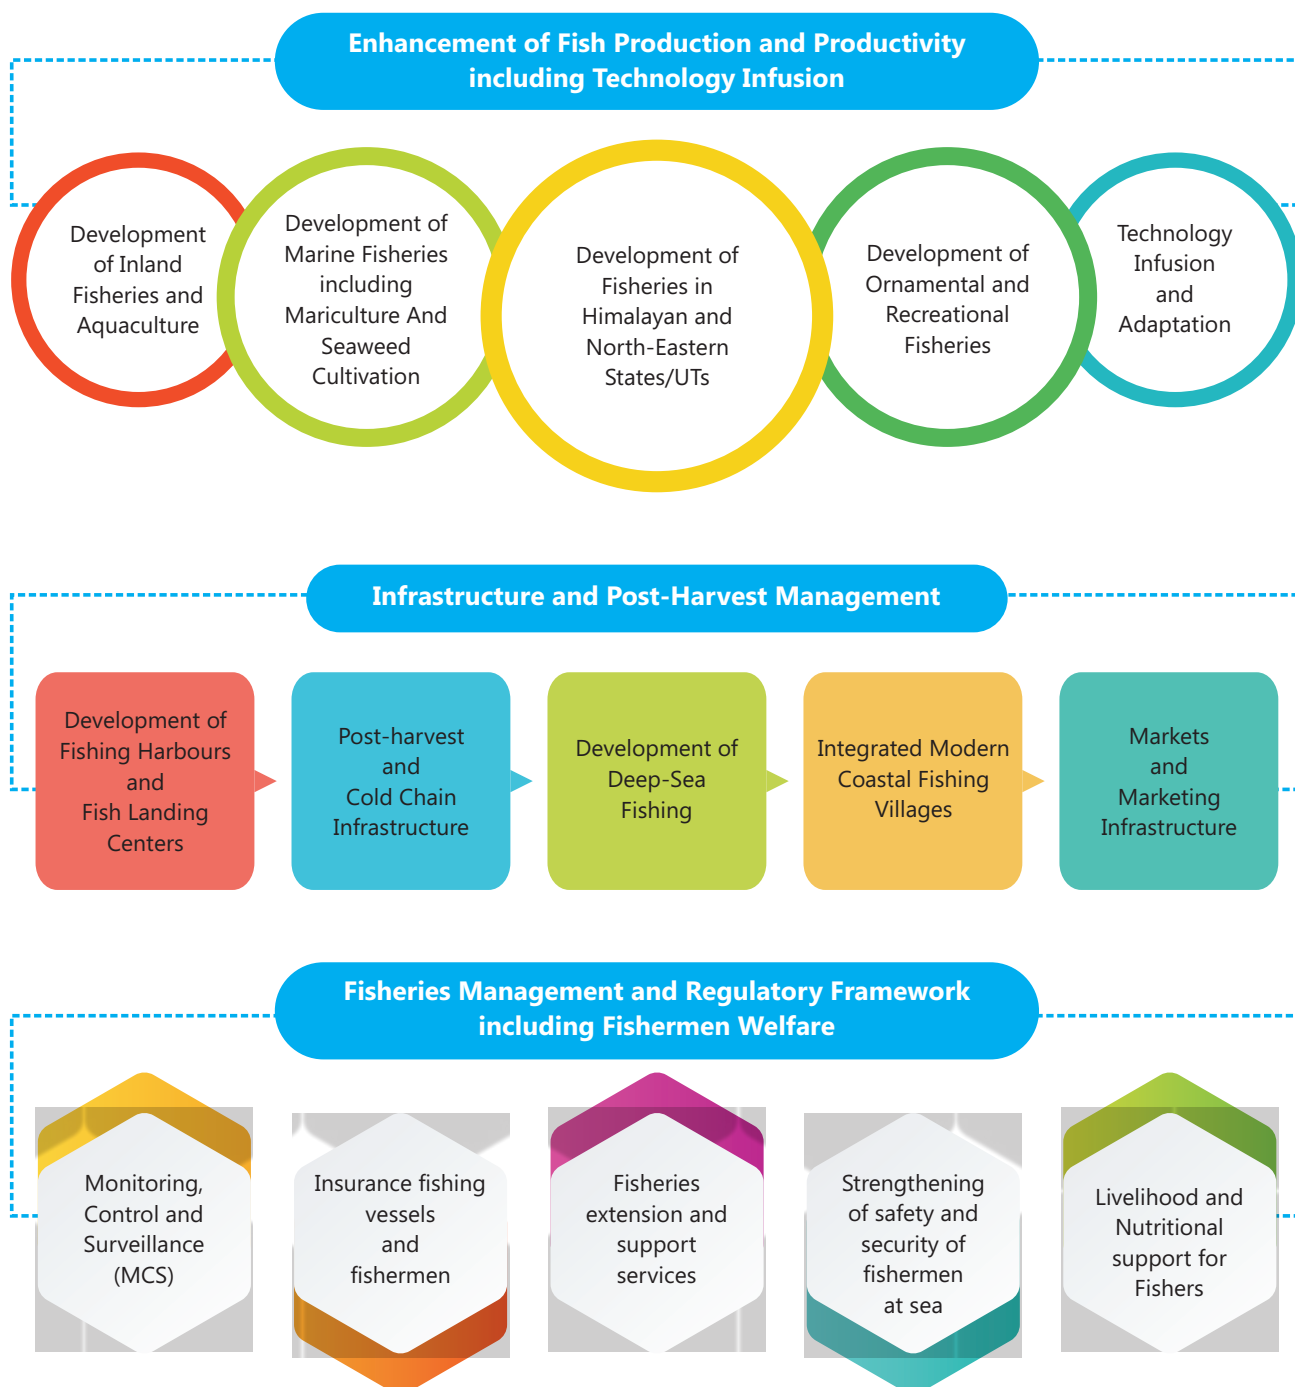 Enhancement of Fish Production and Productivity
including Technology Infusion
Development
of Inland
Fisheries and
Aquaculture
Development of
Marine Fisheries
including
Mariculture And
Seaweed
Cultivation
Development of
Fisheries in
Himalayan and
North-Eastern
States/UTs
Development of
Ornamental and
Recreational
Fisheries
Technology
Infusion
and
Adaptation
Infrastructure and Post-Harvest Management
Development of
Fishing Harbours
and
Fish Landing
Centers
Post-harvest
and
Cold Chain
Infrastructure
Development of
Deep-Sea
Fishing
Integrated Modern
Coastal Fishing
Villages
Markets
and
Marketing
Infrastructure
Fisheries Management and Regulatory Framework
including Fishermen Welfare
Monitoring,
Control and
Surveillance
(MCS)
Insurance fishing
vessels
and
fishermen
Fisheries
extension and
support
services
Strengthening
of safety and
security of
fishermen
at sea
Livelihood and
Nutritional
support for
Fishers